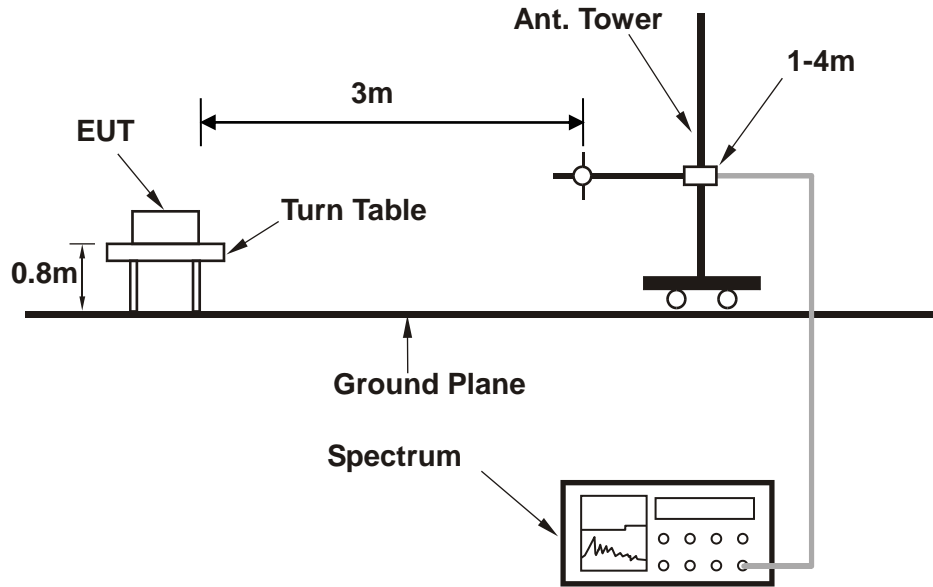 Ant. Tower
1-4m
3m
EUT
Turn Table
0.8m
Ground Plane
Spectrum